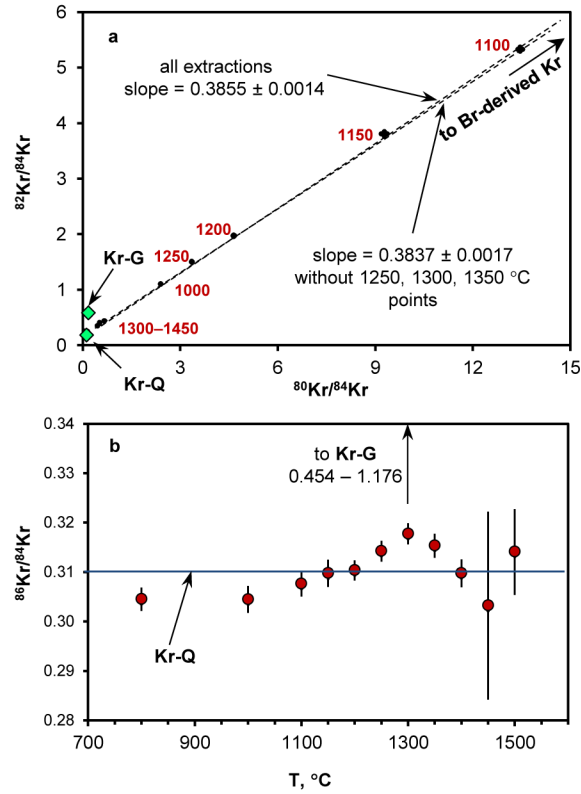 a
6
5
4
3
2
1
0
⁸²Kr/⁸⁴Kr
1100
all extractions
slope = 0.3855 ± 0.0014
to Br-derived Kr
1150
1200
1250
Kr-G
1000
slope = 0.3837 ± 0.0017
without 1250, 1300, 1350 °C
points
1300–1450
0 3 6 9 12 15
Kr-Q
⁸⁰Kr/⁸⁴Kr
b
0.34
0.33
0.32
0.31
0.30
0.29
0.28
⁸⁶Kr/⁸⁴Kr
to Kr-G
0.454 – 1.176
Kr-Q
700 900 1100 1300 1500
T, °C